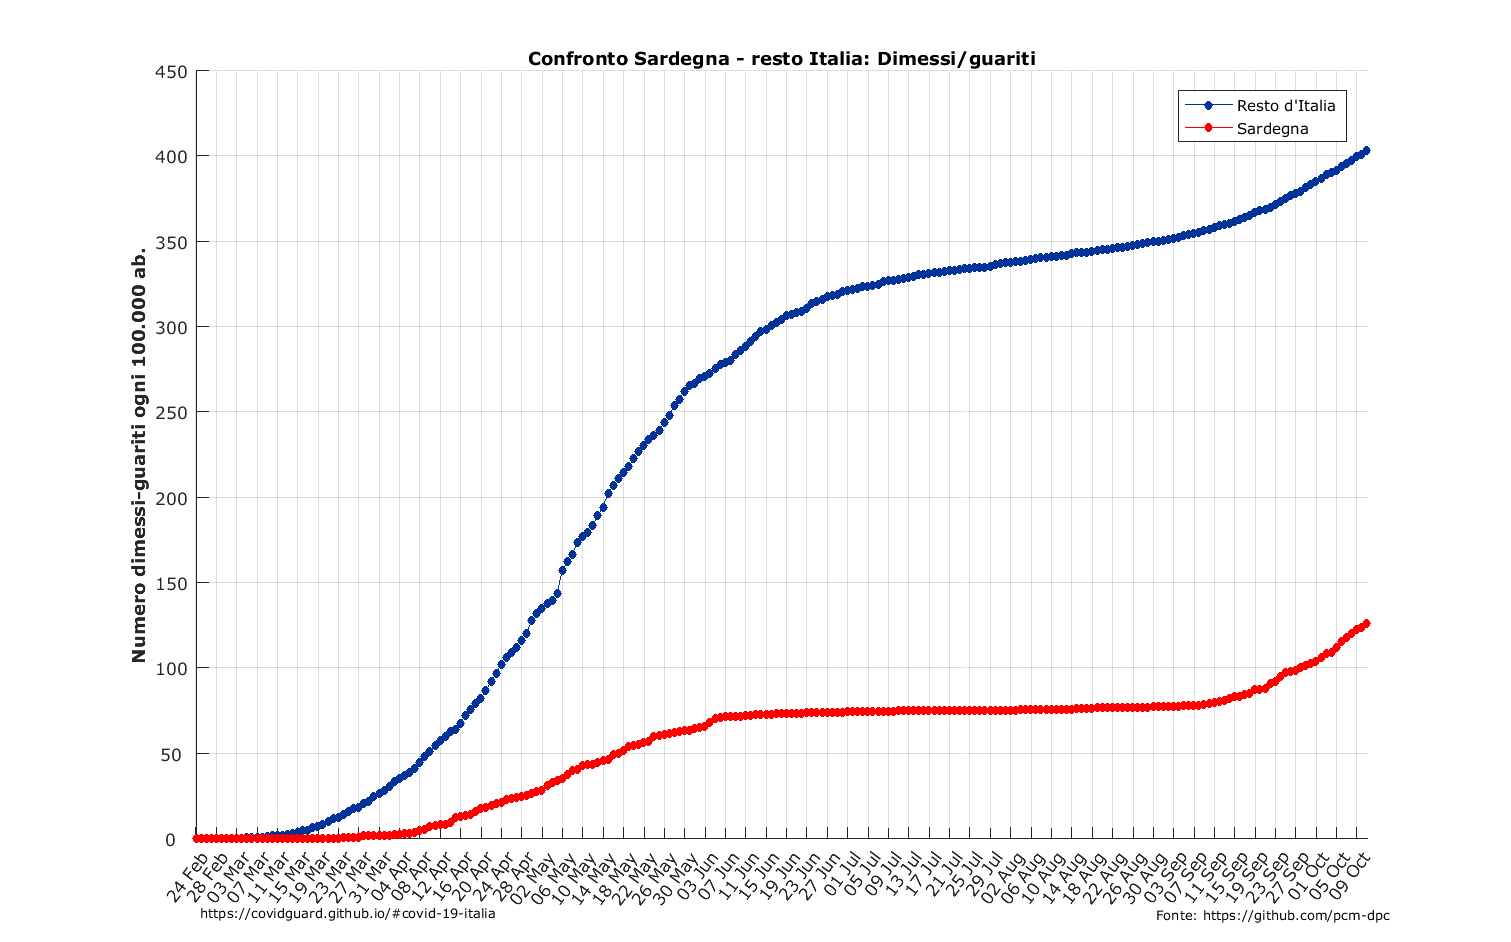 Confronto Sardegna - resto Italia: Dimessi/guariti
Resto d'Italia
Sardegna
Numero dimessi-guariti ogni 100.000 ab.
450
400
350
300
250
200
150
100
50
0
24 Feb
28 Feb
03 Mar
07 Mar
11 Mar
15 Mar
19 Mar
23 Mar
27 Mar
31 Mar
04 Apr
08 Apr
12 Apr
16 Apr
20 Apr
24 Apr
28 Apr
02 May
06 May
10 May
14 May
18 May
22 May
26 May
30 May
03 Jun
07 Jun
11 Jun
15 Jun
19 Jun
23 Jun
27 Jun
01 Jul
05 Jul
09 Jul
13 Jul
17 Jul
21 Jul
25 Jul
29 Jul
02 Aug
06 Aug
10 Aug
14 Aug
18 Aug
22 Aug
26 Aug
30 Aug
03 Sep
07 Sep
11 Sep
15 Sep
19 Sep
23 Sep
27 Sep
01 Oct
05 Oct
09 Oct
https://covidguard.github.io/#covid-19-italia
Fonte: https://github.com/pcm-dpc